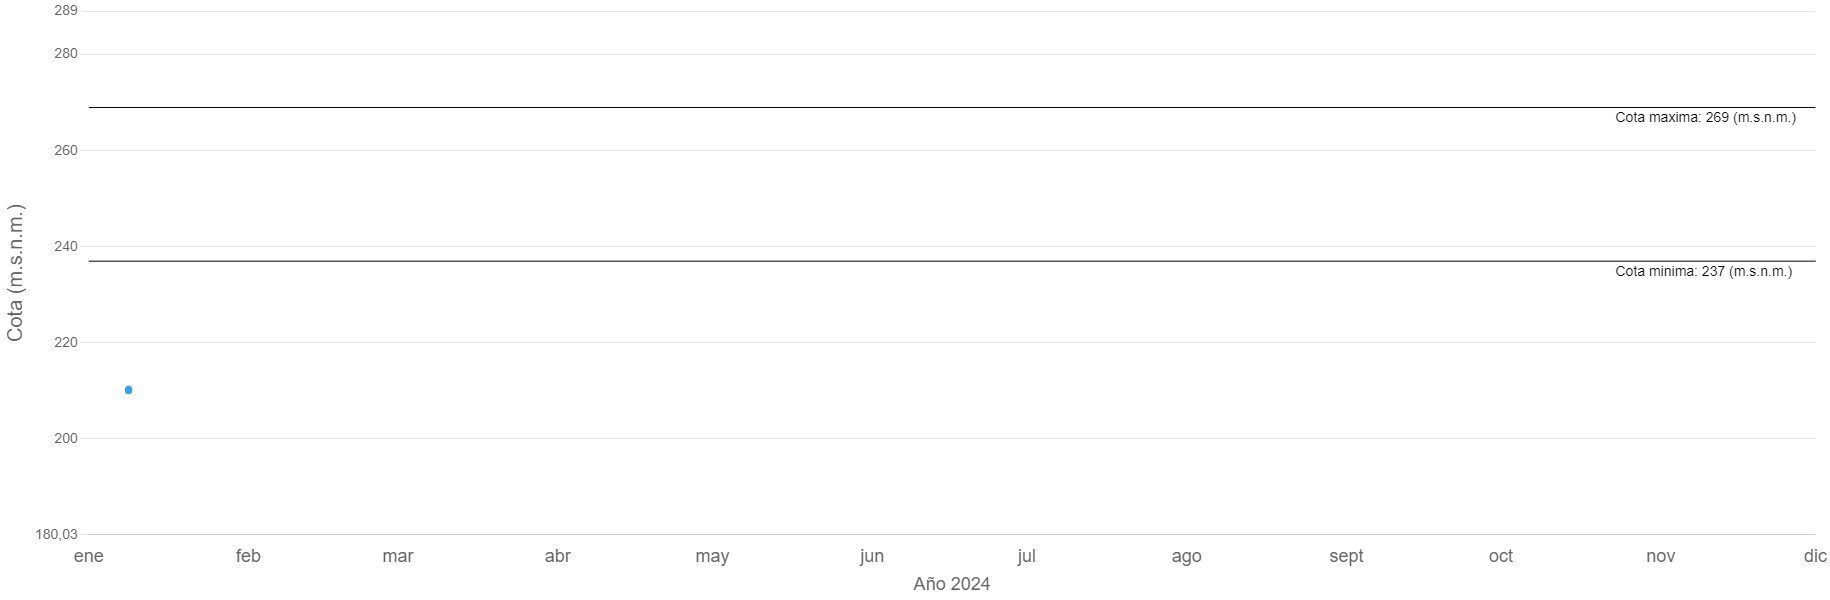 289
280
Cota maxima: 269 (m.s.n.m.)
260
240
Cota minima: 237 (m.s.n.m.)
220
200
180,03
Cota (m.s.n.m.)
ene feb mar abr may jun jul ago sept oct nov dic
Año 2024